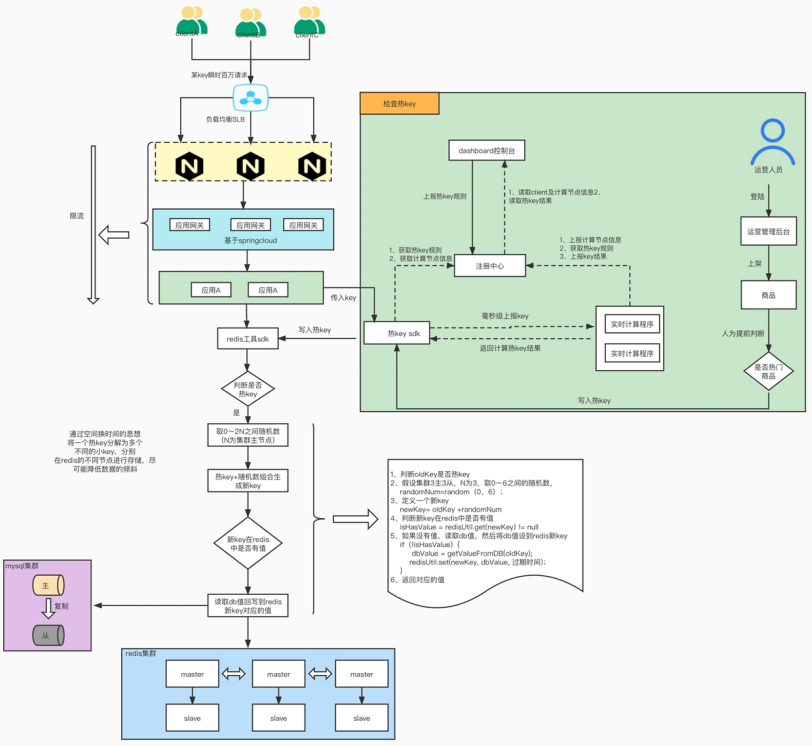 clientA
clientB
clientC
某key瞬时百万请求
负载均衡SLB
N
N
N
限流
应用网关
应用网关
应用网关
基于springcloud
应用A
应用A
传入key
redis工具sdk
写入热key
判断是否
热key
是
取0～2N之间随机数
（N为集群主节点）
通过空间换时间的思想
将一个热key分解为多个
不同的小key，分别
在redis的不同节点进行存储，尽
可能降低数据的倾斜
热key+随机数组合生
成新key
新key在redis
中是否有值
读取db值回写到redis
新key对应的值
mysql集群
主
复制
从
redis集群
master
master
master
slave
slave
slave
检查热key
dashboard控制台
上报热key规则
1、读取client及计算节点信息2、
读取热key结果
1、获取热key规则
2、获取计算节点信息
注册中心
1、上报计算节点信息
2、获取热key规则
3、上报key结果
热key sdk
毫秒级上报key
返回计算热key结果
实时计算程序
实时计算程序
运营人员
登陆
运营管理后台
上架
商品
人为提前判断
是否热门
商品
写入热key
1、判断oldKey是否热key
2、假设集群3主3从，N为3，取0～6之间的随机数，
randomNum=random（0，6）；
3、定义一个新key
newKey= oldKey +randomNum
4、判断新key在redis中是否有值
isHasValue = redisUtil.get(newKey) != null
5、如果没有值，读取db值，然后将db值设到redis新key
if（!isHasValue）{
dbValue = getValueFromDB(oldKey);
redisUtil.set(newKey, dbValue, 过期时间)；
}
6、返回对应的值